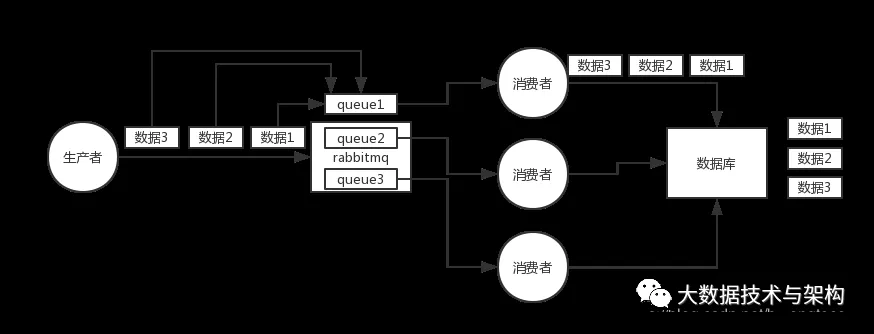 消费者
数据3 数据2 数据1
queue1
生产者
数据3 数据2 数据1
queue2
rabbitmq
queue3
消费者
数据库
数据1
数据2
数据3
消费者
大数据技术与架构